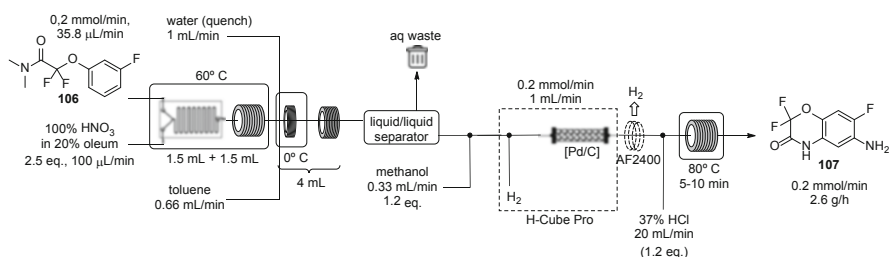 0,2 mmol/min,
35.8 µL/min
N
O
F
F
O
F
106
100% HNO3
in 20% oleum
2.5 eq., 100 µL/min
60º C
1.5 mL + 1.5 mL
water (quench)
1 mL/min
toluene
0.66 mL/min
0º C
4 mL
aq waste
liquid/liquid
separator
methanol
0.33 mL/min
1.2 eq.
0.2 mmol/min
1 mL/min
H2
[Pd/C]
H-Cube Pro
H2
AF2400
37% HCl
20 mL/min
(1.2 eq.)
80º C
5-10 min
F
F
O
O
N
H
F
NH2
107
0.2 mmol/min
2.6 g/h